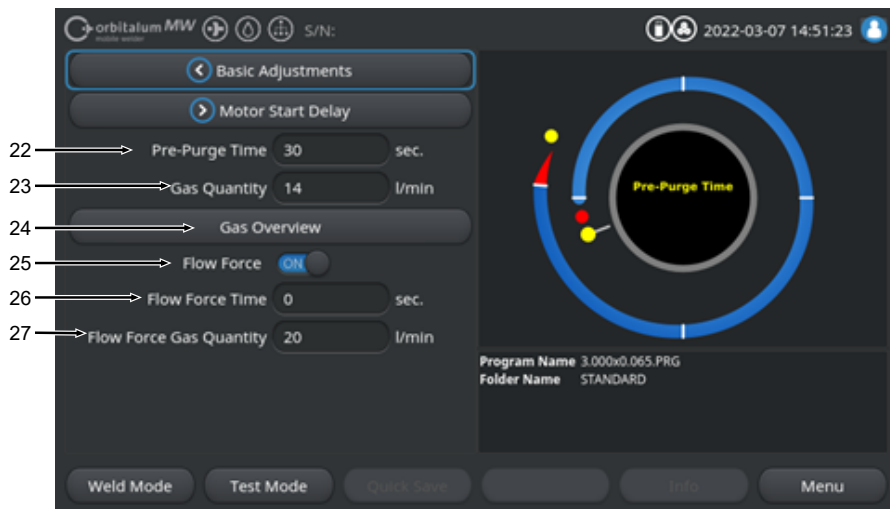 orbitalum MW S/N: 2022-03-07 14:51:23
mobile welder
Basic Adjustments
Motor Start Delay
22 Pre-Purge Time 30 sec.
23 Gas Quantity 14 l/min
24 Gas Overview
25 Flow Force ON
26 Flow Force Time 0 sec.
27 Flow Force Gas Quantity 20 l/min
Pre-Purge Time
Program Name 3.000x0.065.PRG
Folder Name STANDARD
Weld Mode Test Mode Quick Save Info Menu